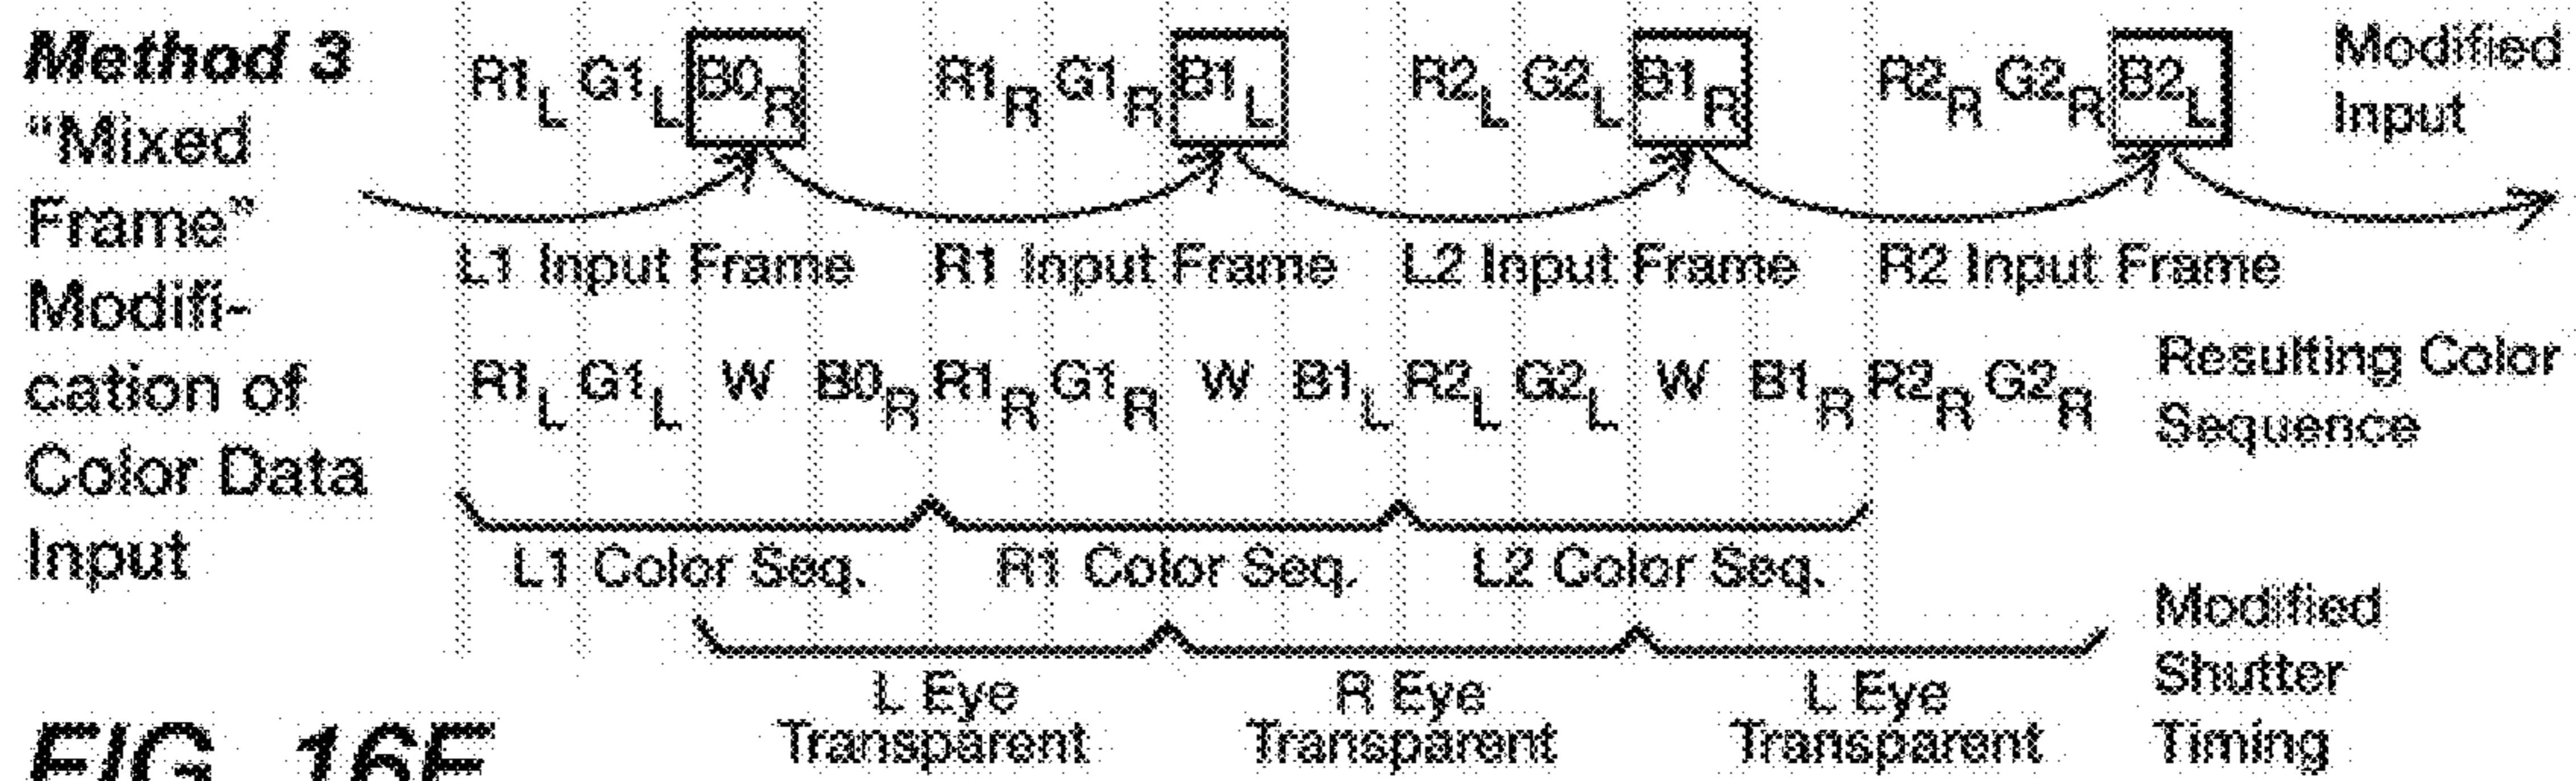 Method 3
"Mixed
Frame"
Modifi-
cation of
Color Data
Input
R1L G1L B0R R1R G1R B1L R2L G2L B1R R2R G2R B2L
Modified
Input
L1 Input Frame R1 Input Frame L2 Input Frame R2 Input Frame
R1L G1L W B0R R1R G1R W B1L R2L G2L W B1R R2R G2R
Resulting Color
Sequence
L1 Color Seq. R1 Color Seq. L2 Color Seq.
L Eye
Transparent
R Eye
Transparent
L Eye
Transparent
Modified
Shutter
Timing
FIG. 16E